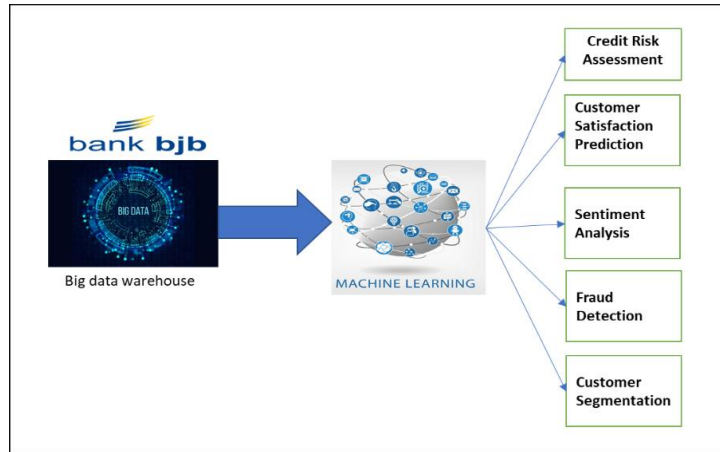 bank bjb
BIG DATA
Big data warehouse
MACHINE LEARNING
Credit Risk
Assessment
Customer
Satisfaction
Prediction
Sentiment
Analysis
Fraud
Detection
Customer
Segmentation